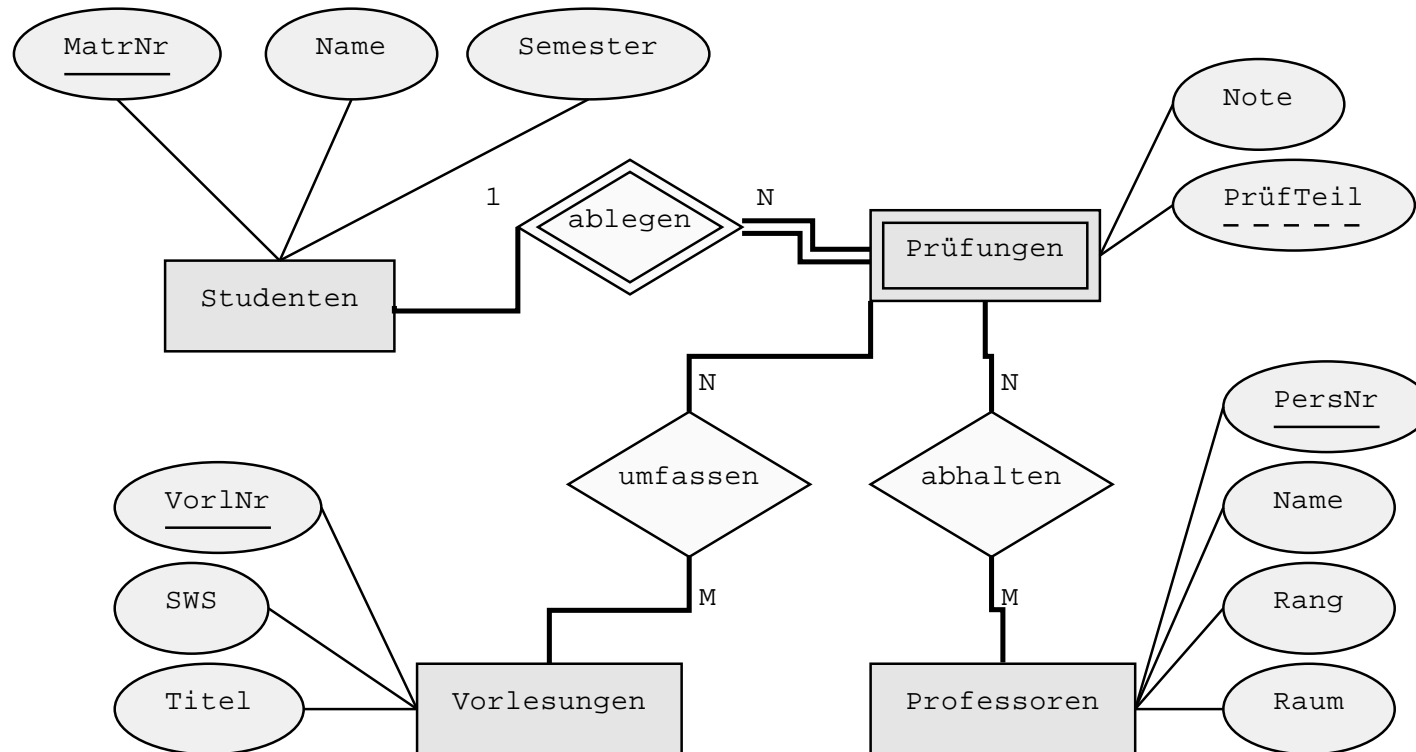 MatrNr
Name
Semester
Note
1
N
ablegen
PrüfTeil
Prüfungen
Studenten
N
N
PersNr
umfassen
abhalten
VorlNr
Name
SWS
M
M
Rang
Titel
Vorlesungen
Professoren
Raum